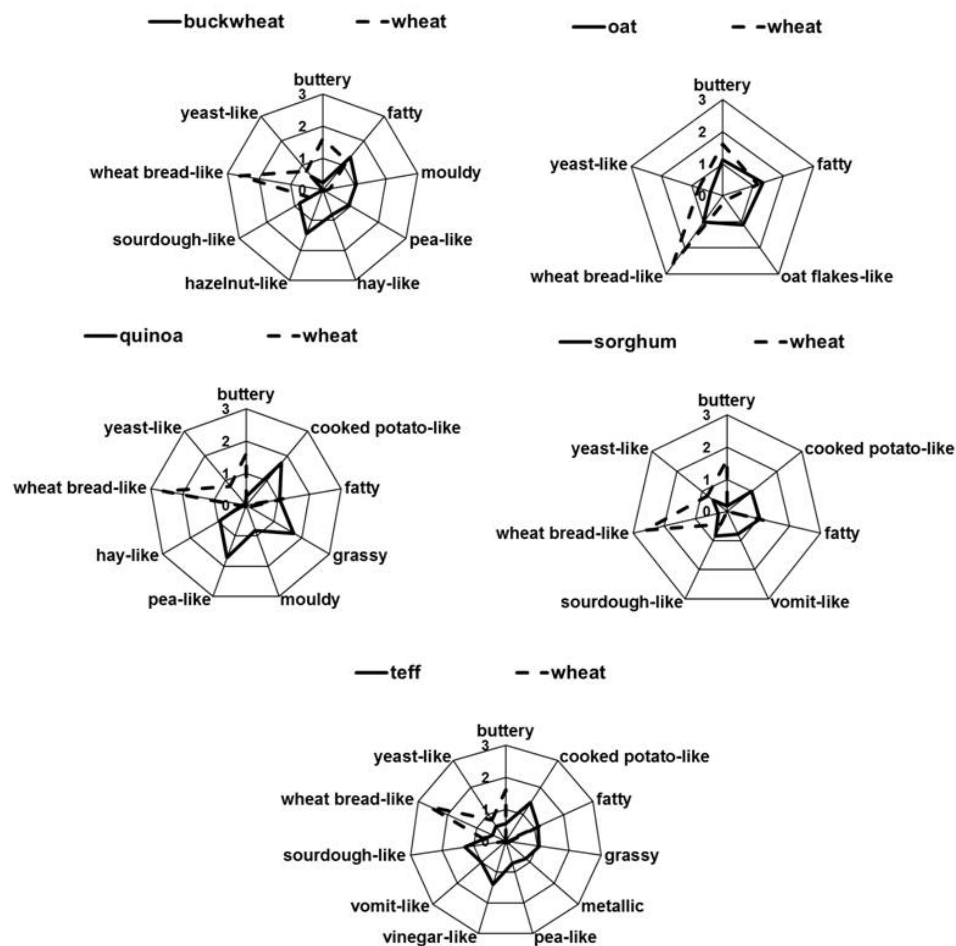 buckwheat wheat
buttery
3
yeast-like fatty
2
wheat bread-like 1 mouldy
0
sourdough-like pea-like
hazelnut-like hay-like
oat wheat
buttery
3
2
yeast-like 1 fatty
0
wheat bread-like oat flakes-like
quinoa wheat
buttery
3
yeast-like cooked potato-like
2
wheat bread-like 1 fatty
0
hay-like grassy
pea-like mouldy
sorghum wheat
buttery
3
yeast-like cooked potato-like
2
1
wheat bread-like 0 fatty
sourdough-like vomit-like
teff wheat
buttery
3
yeast-like cooked potato-like
2
wheat bread-like fatty
1
0
sourdough-like grassy
vomit-like metallic
vinegar-like pea-like